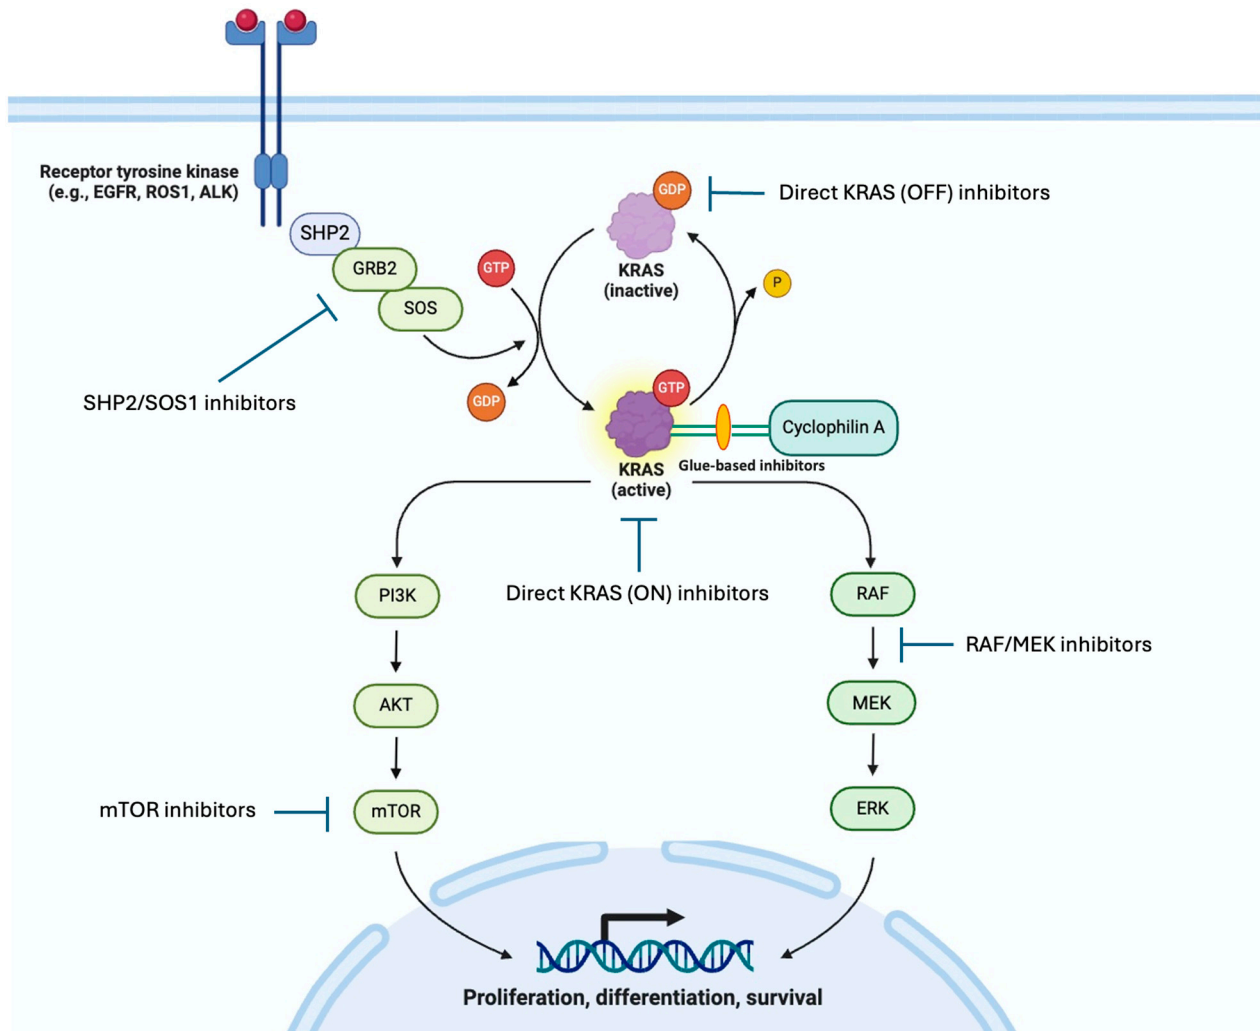 Receptor tyrosine kinase
(e.g., EGFR, ROS1, ALK)
SHP2
GRB2
SOS
SHP2/SOS1 inhibitors
GTP
GDP
GDP
KRAS
(inactive)
Direct KRAS (OFF) inhibitors
P
GTP
KRAS
(active)
Glue-based inhibitors
Cyclophilin A
Direct KRAS (ON) inhibitors
PI3K
AKT
mTOR
mTOR inhibitors
RAF
RAF/MEK inhibitors
MEK
ERK
Proliferation, differentiation, survival